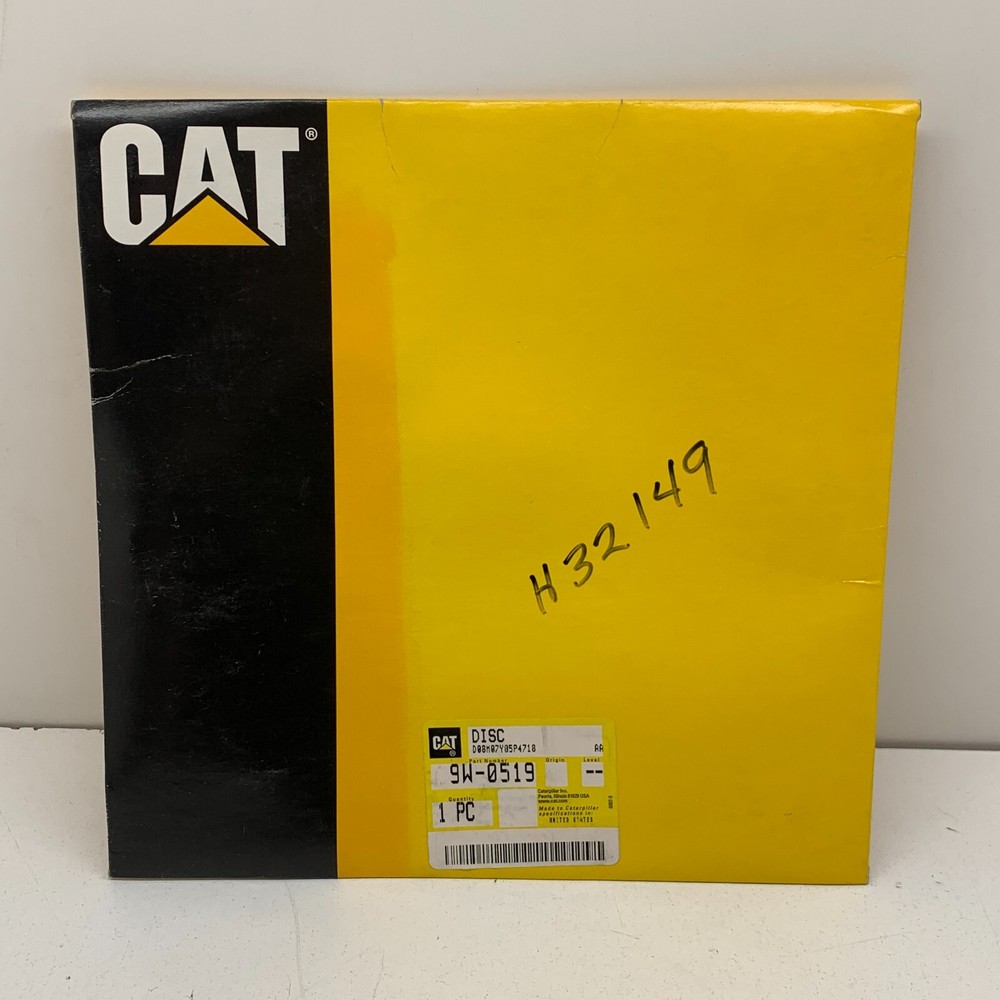 CAT®
H32149
CAT®
DISC
D08M07Y05P4718 AA
Part Number Origin Level
9W-0519 --
Quantity
1 PC
Caterpillar Inc.
Peoria, Illinois 61629 USA
www.cat.com
Made to Caterpillar
specifications in:
UNITED STATES